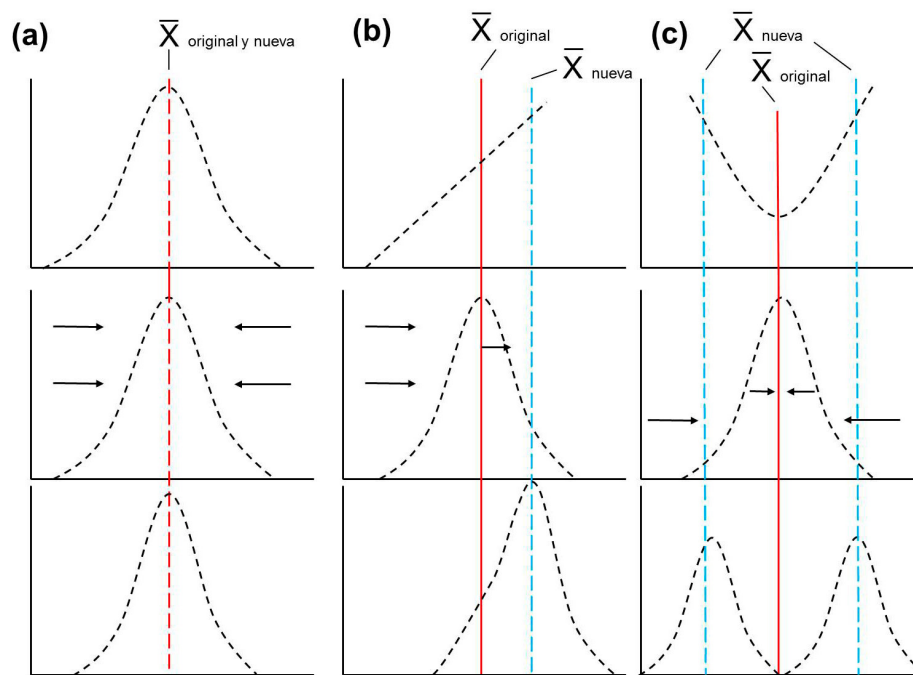 (a)
X̅ original y nueva
(b)
X̅ original
X̅ nueva
(c)
X̅ nueva
X̅ original